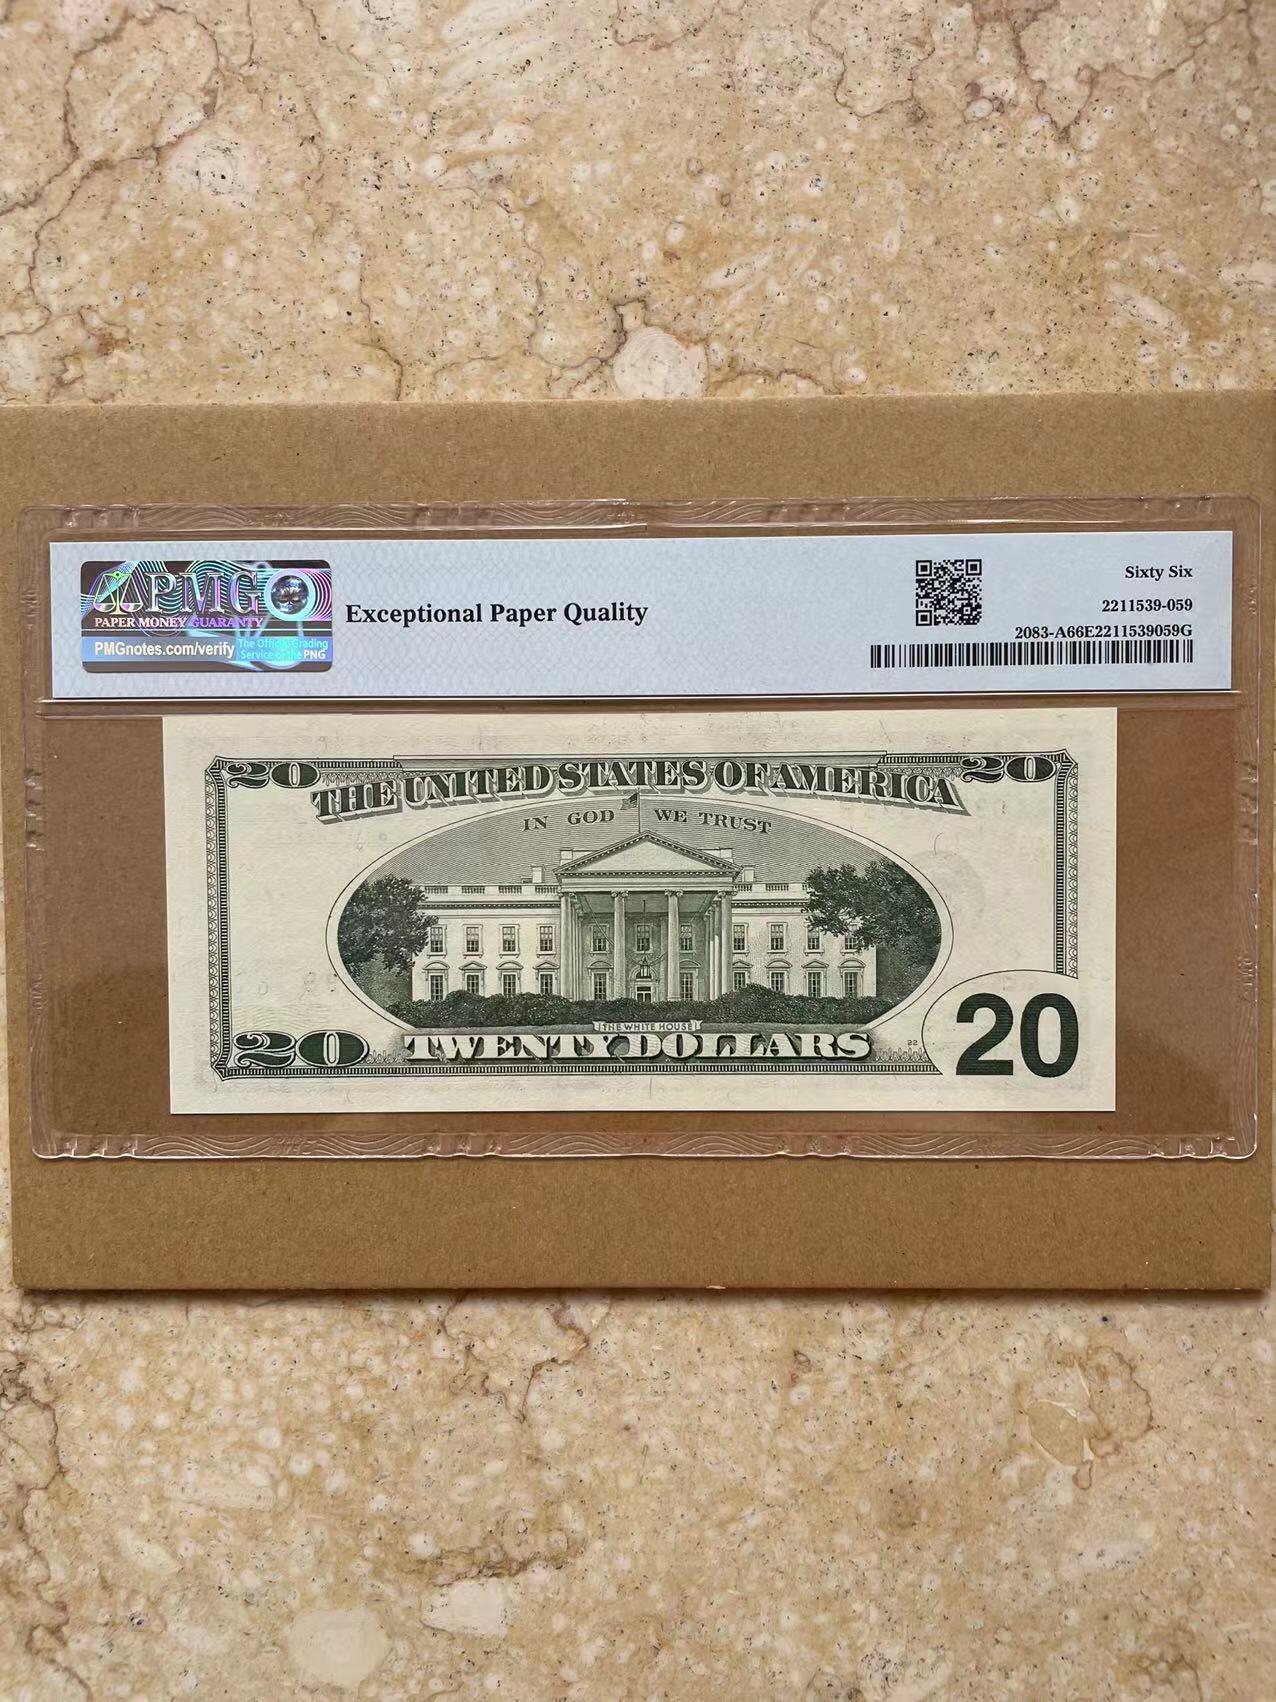 PMG
PAPER MONEY GUARANTY
PMGnotes.com/verify
The Official Grading
Service of the PNG
Exceptional Paper Quality
Sixty Six
2211539-059
2083-A66E2211539059G
20 20
THE UNITED STATES OF AMERICA
IN GOD WE TRUST
THE WHITE HOUSE
20 TWENTY DOLLARS 22 20